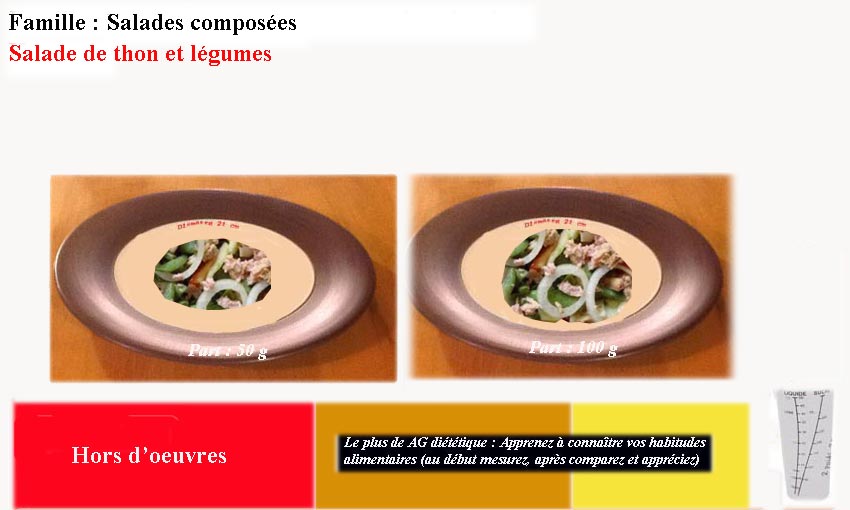 Famille : Salades composées
Salade de thon et légumes
Diamètre 21 cm
Diamètre 21 cm
Part : 50 g
Part : 100 g
Hors d’oeuvres
Le plus de AG diététique : Apprenez à connaître vos habitudes
alimentaires (au début mesurez, après comparez et appréciez)
LIQUIDE